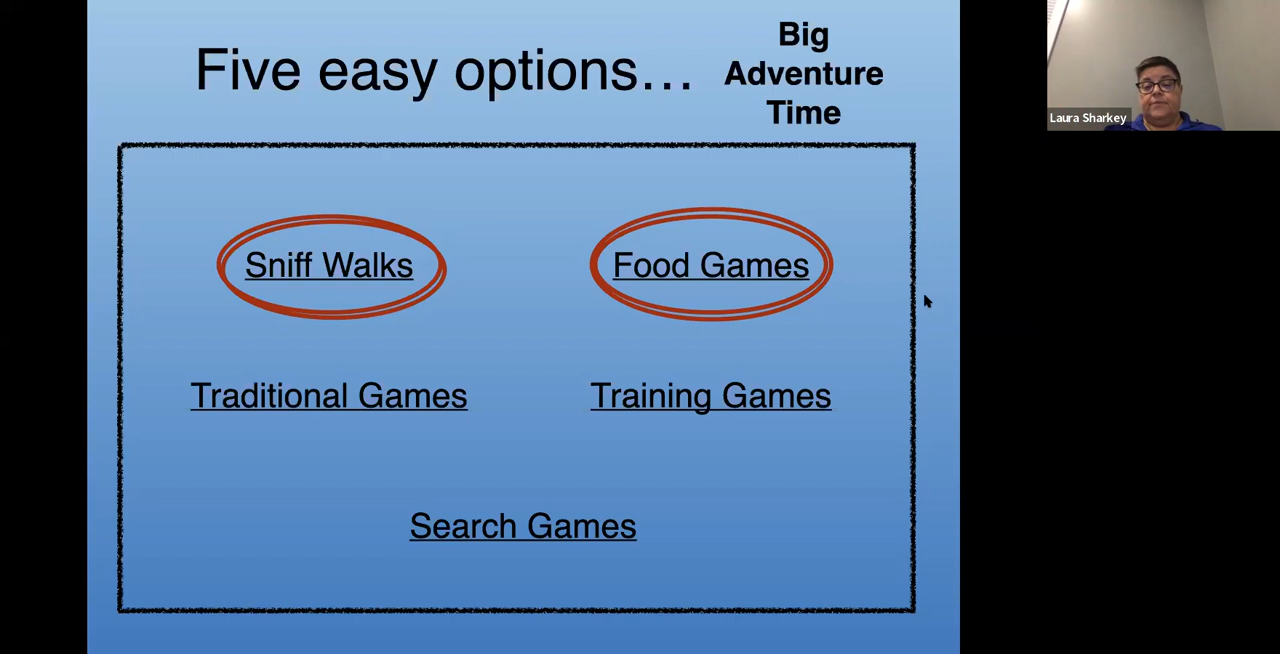 Five easy options…
Big
Adventure
Time
Sniff Walks
Food Games
Traditional Games
Training Games
Search Games
Laura Sharkey